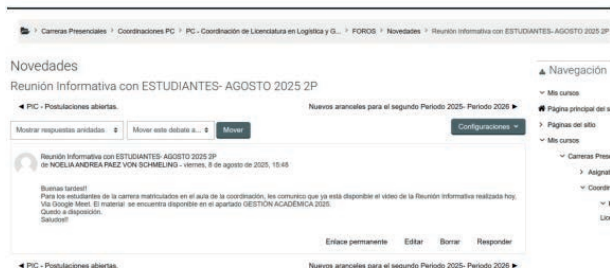 Carreras Presenciales > Coordinaciones PC > PC - Coordinación de Licenciatura en Logística y G... > FOROS > Novedades > Reunión Informativa con ESTUDIANTES- AGOSTO 2025 2P
Novedades
Reunión Informativa con ESTUDIANTES- AGOSTO 2025 2P
◄ PIC - Postulaciones abiertas.
Nuevos aranceles para el segundo Periodo 2025- Periodo 2026 ►
Mostrar respuestas anidadas
Mover este debate a...
Mover
Configuraciones
Reunión Informativa con ESTUDIANTES- AGOSTO 2025 2P
de NOELIA ANDREA PAEZ VON SCHMELING - viernes, 8 de agosto de 2025, 15:48
Buenas tardes!!
Para los estudiantes de la carrera matriculados en el aula de la coordinación, les comunico que ya está disponible el video de la Reunión Informativa realizada hoy,
Vía Google Meet. El material se encuentra disponible en el apartado GESTIÓN ACADÉMICA 2025.
Quedo a disposición.
Saludos!!
Enlace permanente Editar Borrar Responder
◄ PIC - Postulaciones abiertas.
Nuevos aranceles para el segundo Periodo 2025- Periodo 2026 ►
Navegación
Mis cursos
Página principal del s
Páginas del sitio
Mis cursos
Carreras Pres
Asignat
Coordi
Lic